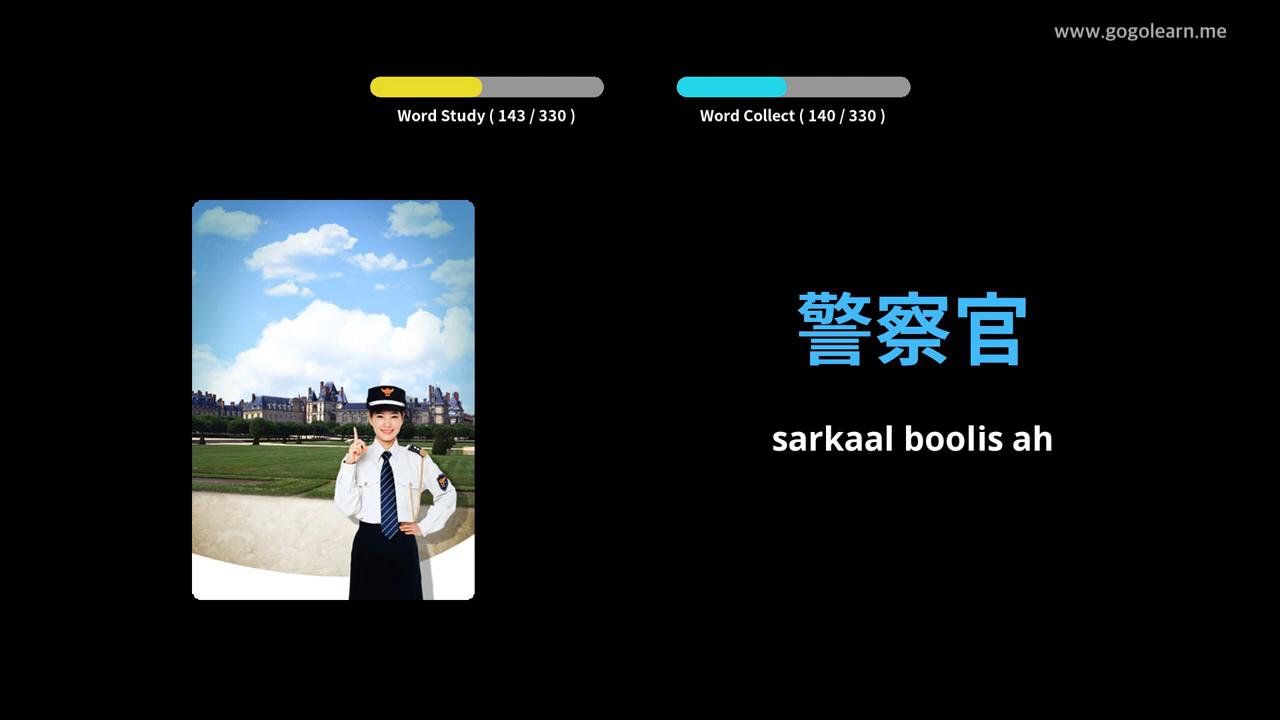 www.gogolearn.me
Word Study ( 143 / 330 )
Word Collect ( 140 / 330 )
警察官
sarkaal boolis ah